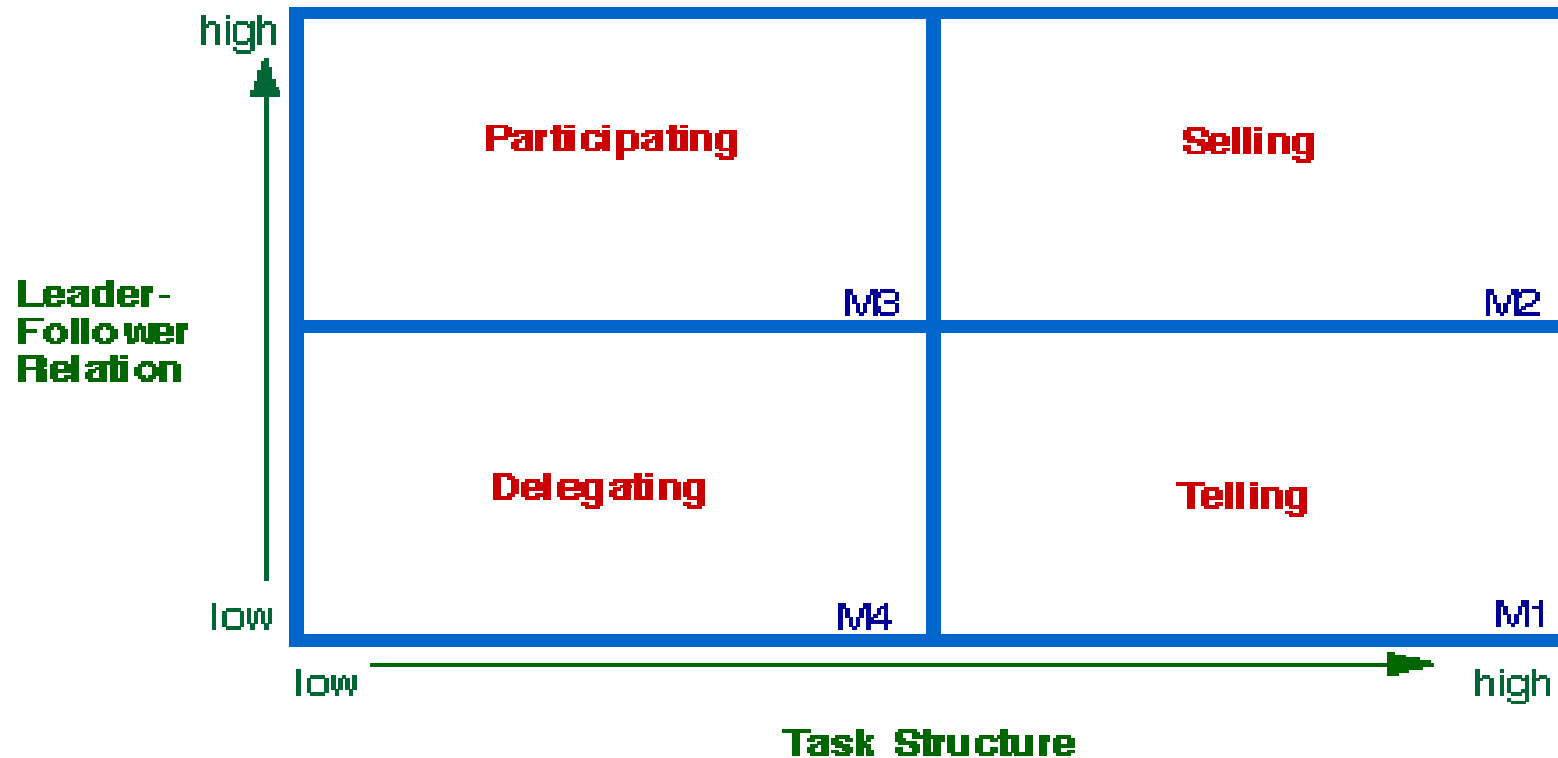 high
Participating
Selling
M3
M2
Leader-
Follower
Relation
Delegating
Telling
low
M4
M1
low
high
Task Structure